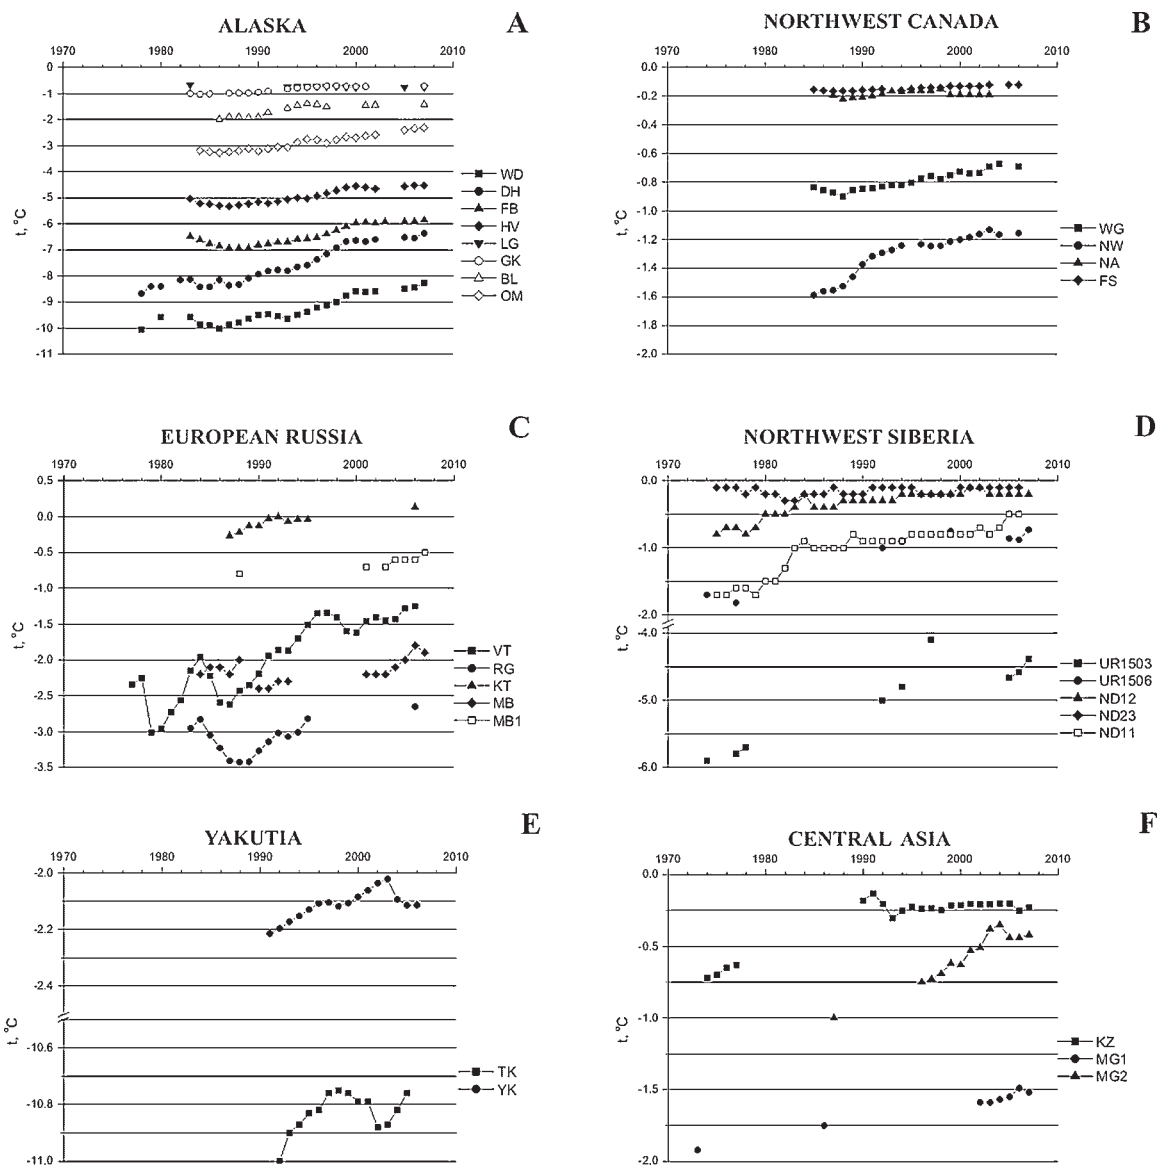 ALASKA
A
1970 1980 1990 2000 2010
0
-1
-2
-3
-4
-5
-6
-7
-8
-9
-10
-11
t, °C
WD
DH
FB
HV
LG
GK
BL
OM
NORTHWEST CANADA
B
1970 1980 1990 2000 2010
0.0
-0.2
-0.4
-0.6
-0.8
-1.0
-1.2
-1.4
-1.6
-1.8
-2.0
t, °C
WG
NW
NA
FS
EUROPEAN RUSSIA
C
1970 1980 1990 2000 2010
0.5
0.0
-0.5
-1.0
-1.5
-2.0
-2.5
-3.0
-3.5
t, °C
VT
RG
KT
MB
MB1
NORTHWEST SIBERIA
D
1970 1980 1990 2000 2010
0.0
-1.0
-2.0
-4.0
-5.0
-6.0
t, °C
UR1503
UR1506
ND12
ND23
ND11
YAKUTIA
E
1970 1980 1990 2000 2010
-2.0
-2.2
-2.4
-10.6
-10.8
-11.0
t, °C
TK
YK
CENTRAL ASIA
F
1970 1980 1990 2000 2010
0.0
-0.5
-1.0
-1.5
-2.0
t, °C
KZ
MG1
MG2